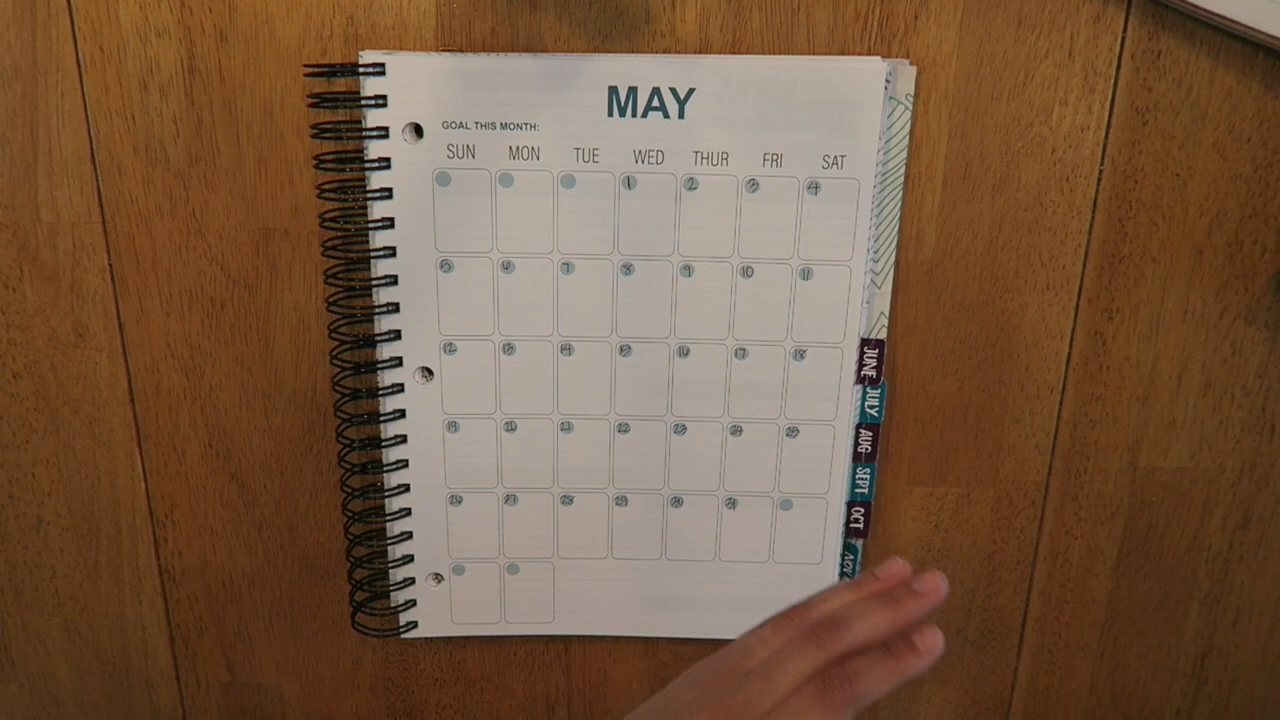 MAY
GOAL THIS MONTH:
SUN MON TUE WED THUR FRI SAT
1 2 3 4
5 6 7 8 9 10 11
12 13 14 15 16 17 18
19 20 21 22 23 24 25
26 27 28 29 30 31
JUNE
JULY
AUG
SEPT
OCT
NOV